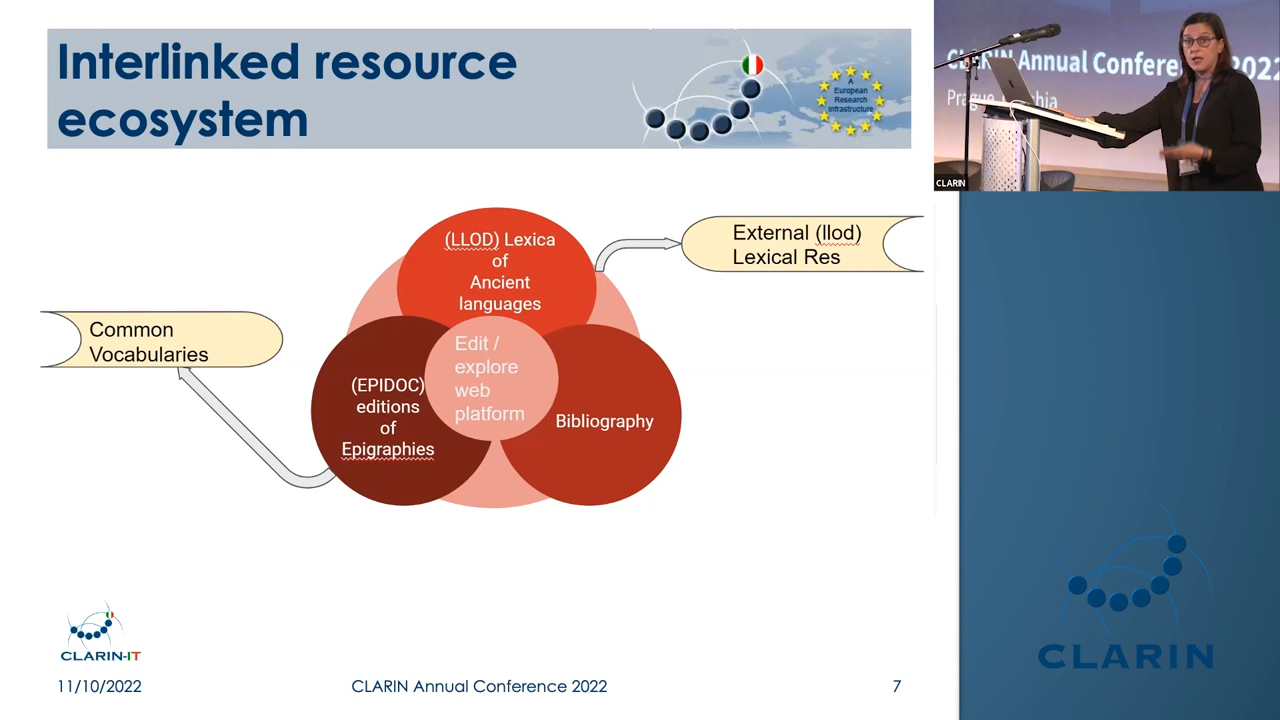 Interlinked resource
ecosystem
A
European
Research
Infrastructure
CLARIN Annual Conference 2022
CLARIN
(LLOD) Lexica
of
Ancient
languages
External (llod)
Lexical Res
Common
Vocabularies
Edit /
explore
web
platform
(EPIDOC)
editions
of
Epigraphies
Bibliography
CLARIN-IT
CLARIN
11/10/2022
CLARIN Annual Conference 2022
7